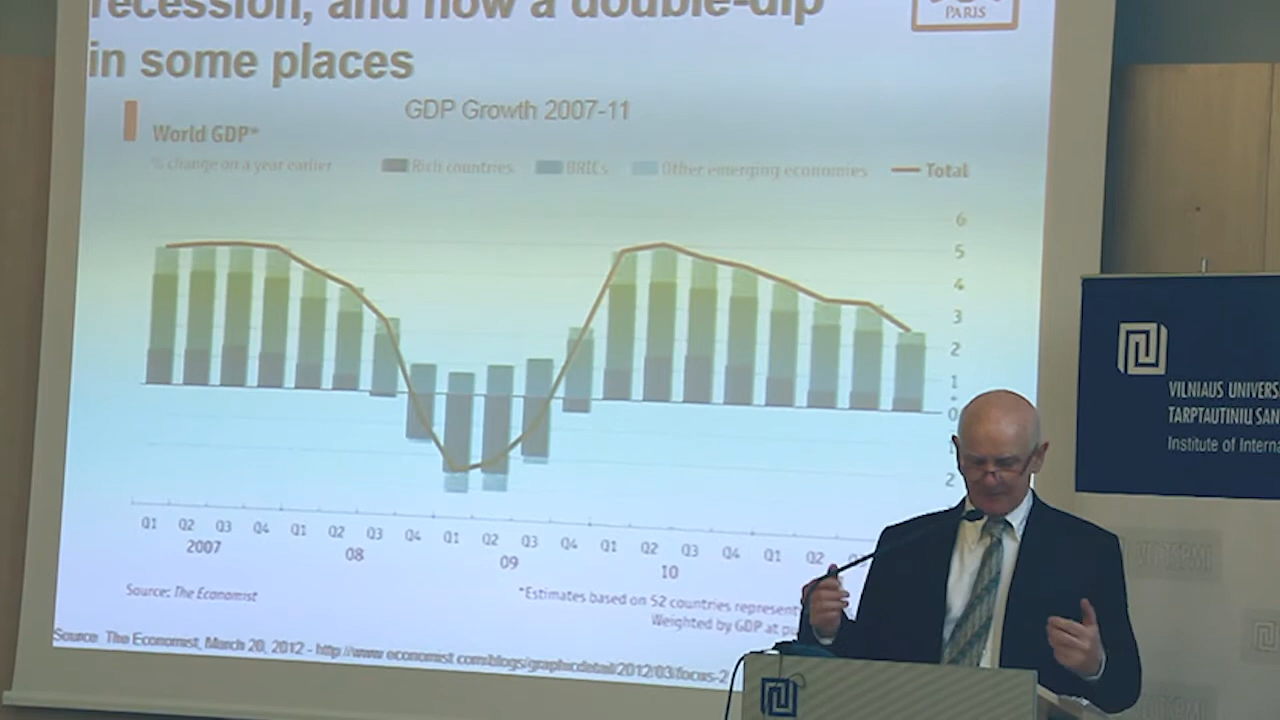 recession, and now a double-dip
in some places
PARIS
GDP Growth 2007-11
World GDP*
% change on a year earlier
Rich countries BRICs Other emerging economies Total
6
5
4
3
2
1
0
1
2
Q1 Q2 Q3 Q4 Q1 Q2 Q3 Q4 Q1 Q2 Q3 Q4 Q1 Q2 Q3 Q4 Q1 Q2
2007 08 09 10
Source: The Economist
*Estimates based on 52 countries represent
Weighted by GDP at
Source: The Economist, March 20, 2012 - http://www.economist.com/blogs/graphicdetail/2012/03/focus-2
VILNIAUS UNIVERS
TARPTAUTINIŲ SAN
Institute of Interna